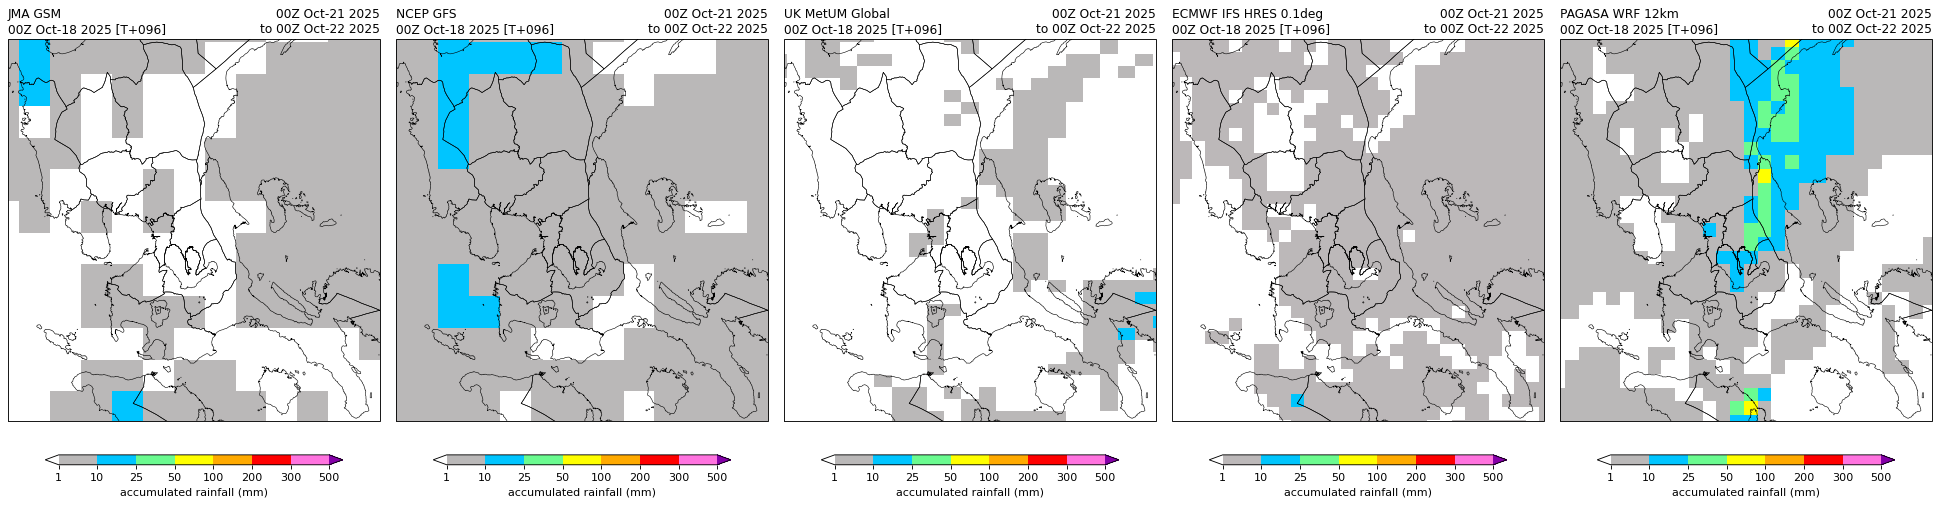 JMA GSM 00Z Oct-21 2025
00Z Oct-18 2025 [T+096] to 00Z Oct-22 2025
1 10 25 50 100 200 300 500
accumulated rainfall (mm)
NCEP GFS 00Z Oct-21 2025
00Z Oct-18 2025 [T+096] to 00Z Oct-22 2025
1 10 25 50 100 200 300 500
accumulated rainfall (mm)
UK MetUM Global 00Z Oct-21 2025
00Z Oct-18 2025 [T+096] to 00Z Oct-22 2025
1 10 25 50 100 200 300 500
accumulated rainfall (mm)
ECMWF IFS HRES 0.1deg 00Z Oct-21 2025
00Z Oct-18 2025 [T+096] to 00Z Oct-22 2025
1 10 25 50 100 200 300 500
accumulated rainfall (mm)
PAGASA WRF 12km 00Z Oct-21 2025
00Z Oct-18 2025 [T+096] to 00Z Oct-22 2025
1 10 25 50 100 200 300 500
accumulated rainfall (mm)